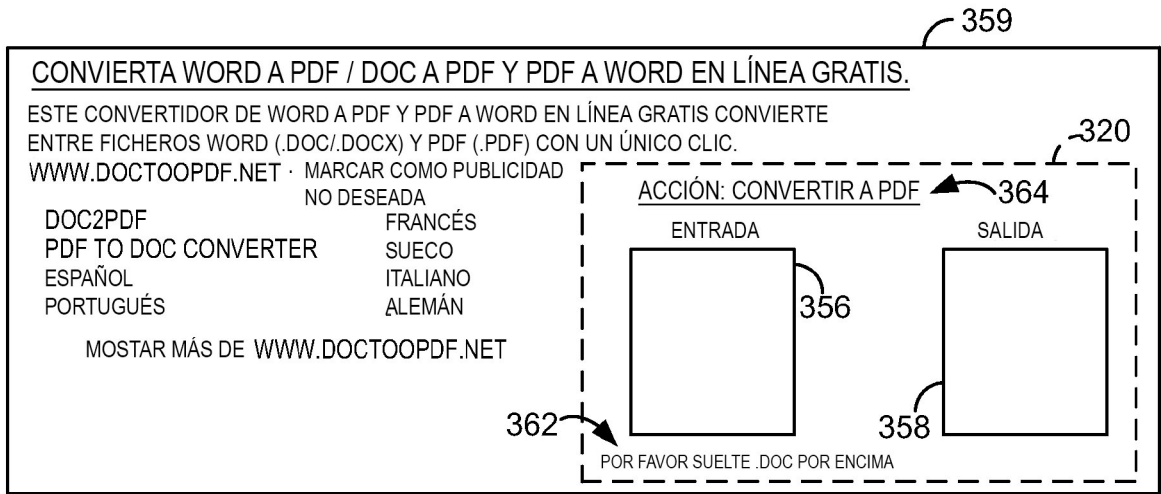 359
CONVIERTA WORD A PDF / DOC A PDF Y PDF A WORD EN LÍNEA GRATIS.
ESTE CONVERTIDOR DE WORD A PDF Y PDF A WORD EN LÍNEA GRATIS CONVIERTE
ENTRE FICHEROS WORD (.DOC/.DOCX) Y PDF (.PDF) CON UN ÚNICO CLIC.
WWW.DOCTOOPDF.NET · MARCAR COMO PUBLICIDAD
NO DESEADA
DOC2PDF
PDF TO DOC CONVERTER
ESPAÑOL
PORTUGUÉS
FRANCÉS
SUECO
ITALIANO
ALEMÁN
MOSTAR MÁS DE WWW.DOCTOOPDF.NET
320
ACCIÓN: CONVERTIR A PDF
364
ENTRADA
SALIDA
356
358
362
POR FAVOR SUELTE .DOC POR ENCIMA